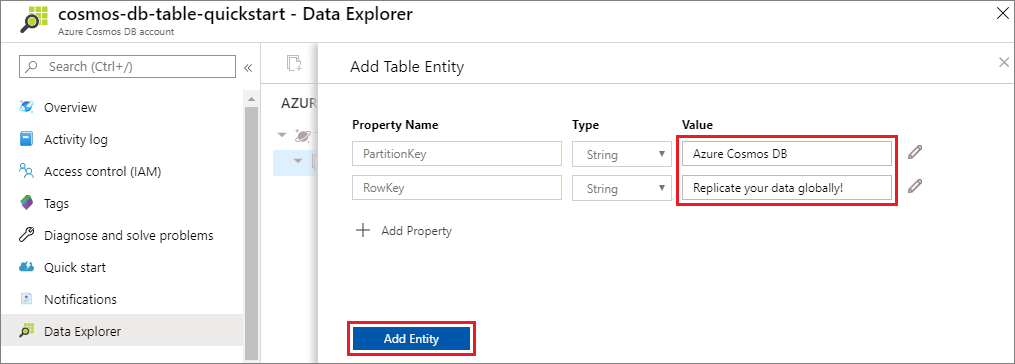 cosmos-db-table-quickstart - Data Explorer
Azure Cosmos DB account
Search (Ctrl+/)
Overview
Activity log
Access control (IAM)
Tags
Diagnose and solve problems
Quick start
Notifications
Data Explorer
AZUR
Add Table Entity
Property Name Type Value
PartitionKey String Azure Cosmos DB
RowKey String Replicate your data globally!
Add Property
Add Entity